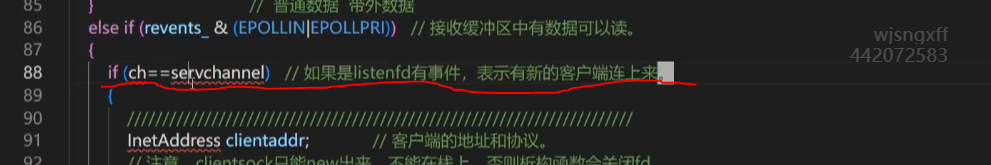 85 } // 普通数据 带外数据
86 else if (revents_ & (EPOLLIN|EPOLLPRI)) // 接收缓冲区中有数据可以读。
87 {
88 if (ch==servchannel) // 如果是listenfd有事件，表示有新的客户端连上来。
89 {
90 ////////////////////////////////////////////////////////////////////////
91 InetAddress clientaddr; // 客户端的地址和协议。
// 注意，clientsock只能new出来，不能在栈上，否则析构函数会关闭fd
wjsngxff
442072583